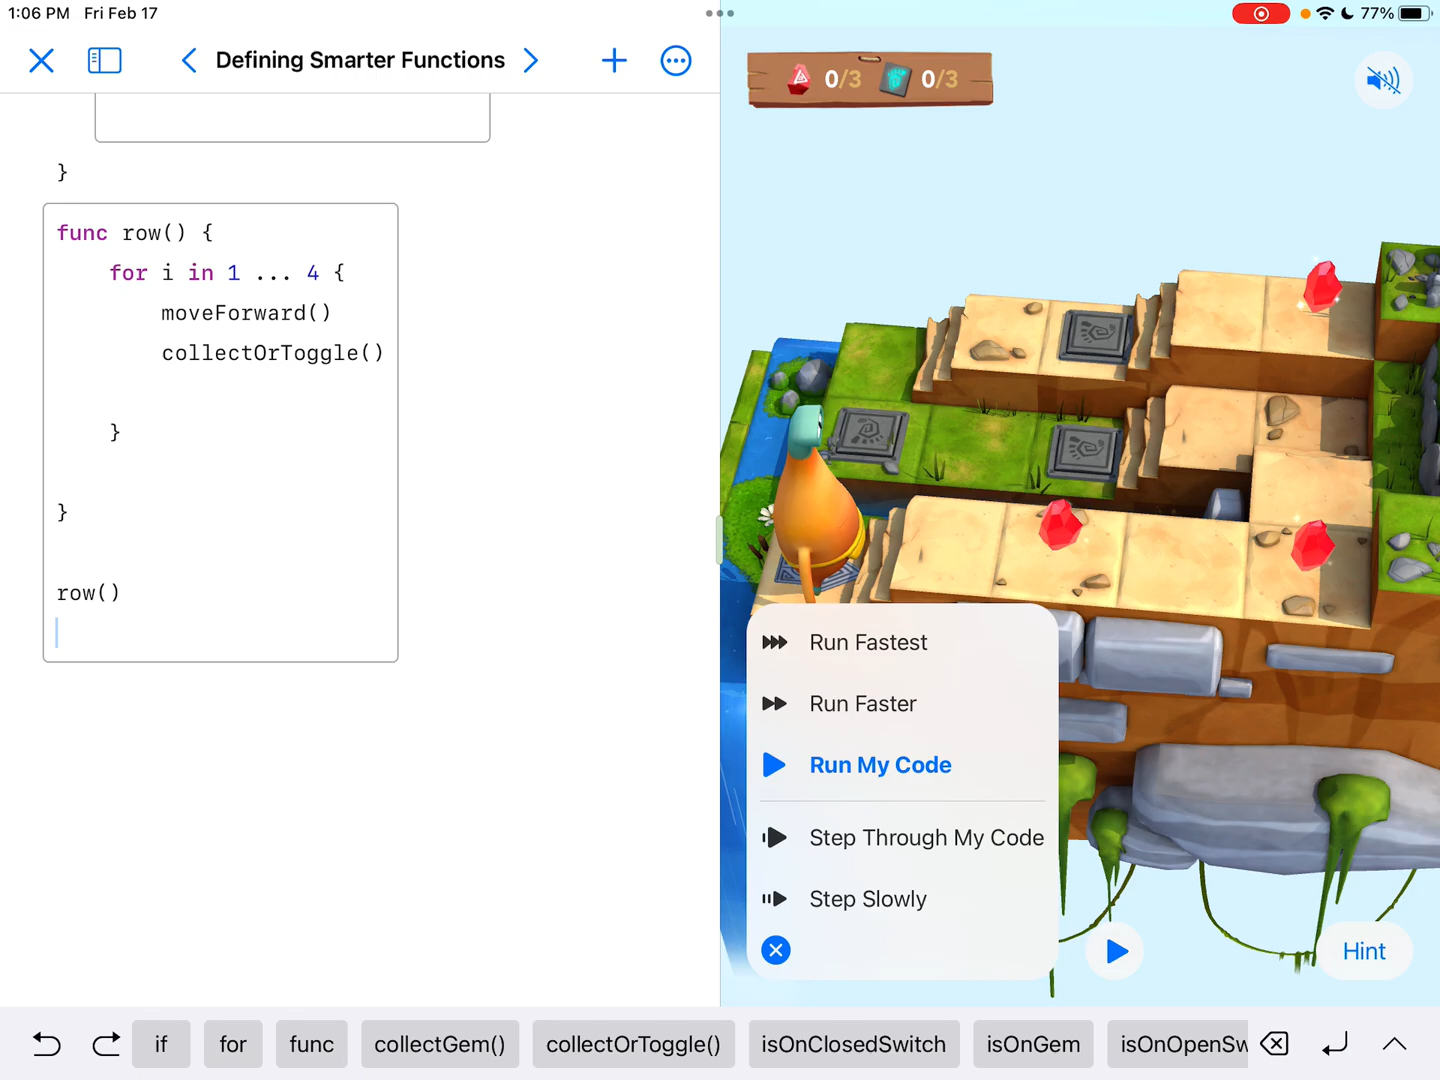 1:06 PM Fri Feb 17
77%
Defining Smarter Functions
0/3 0/3
}
func row() {
for i in 1 ... 4 {
moveForward()
collectOrToggle()
}
}
row()
Run Fastest
Run Faster
Run My Code
Step Through My Code
Step Slowly
Hint
if for func collectGem() collectOrToggle() isOnClosedSwitch isOnGem isOnOpenSw